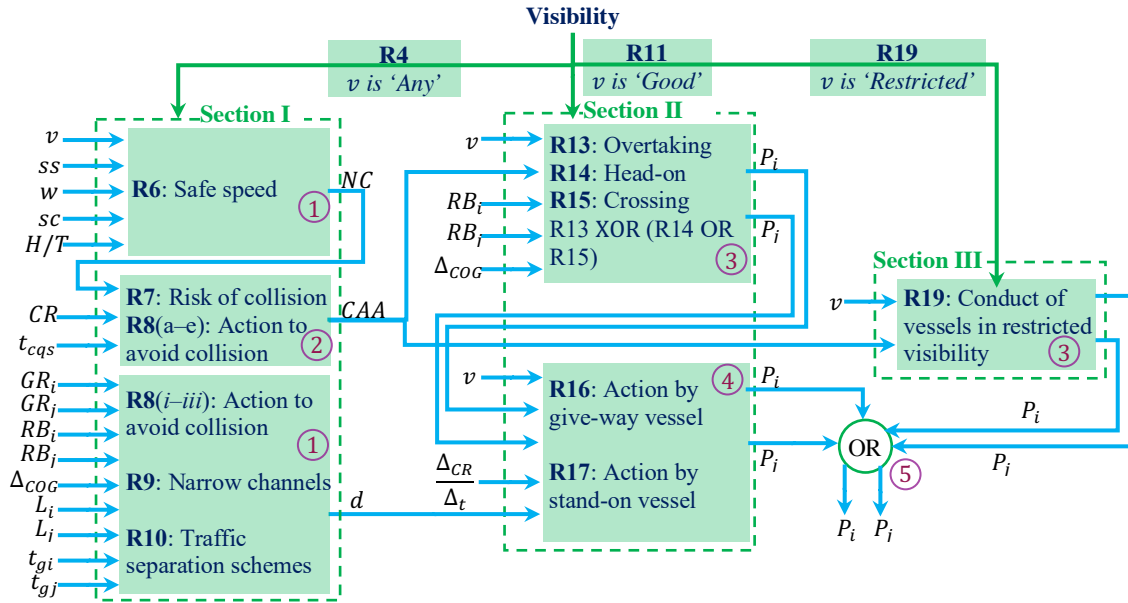 Visibility
R4
v is ‘Any’
R11
v is ‘Good’
R19
v is ‘Restricted’
Section I
v
ss
w
sc
H/T
R6: Safe speed
1
NC
CR
t_cqs
R7: Risk of collision
R8(a–e): Action to
avoid collision
2
CAA
GR_i
GR_j
RB_i
RB_j
Δ_COG
L_i
L_i
t_gi
t_gj
R8(i–iii): Action to
avoid collision
1
R9: Narrow channels
R10: Traffic
separation schemes
d
Section II
v
RB_i
RB_j
Δ_COG
R13: Overtaking
R14: Head-on
R15: Crossing
R13 XOR (R14 OR
R15)
3
P_i
P_j
v
Δ_CR
Δ_t
R16: Action by
give-way vessel
4
R17: Action by
stand-on vessel
P_i
P_j
Section III
v
R19: Conduct of
vessels in restricted
visibility
3
P_i
P_j
OR
5
P_i
P_j